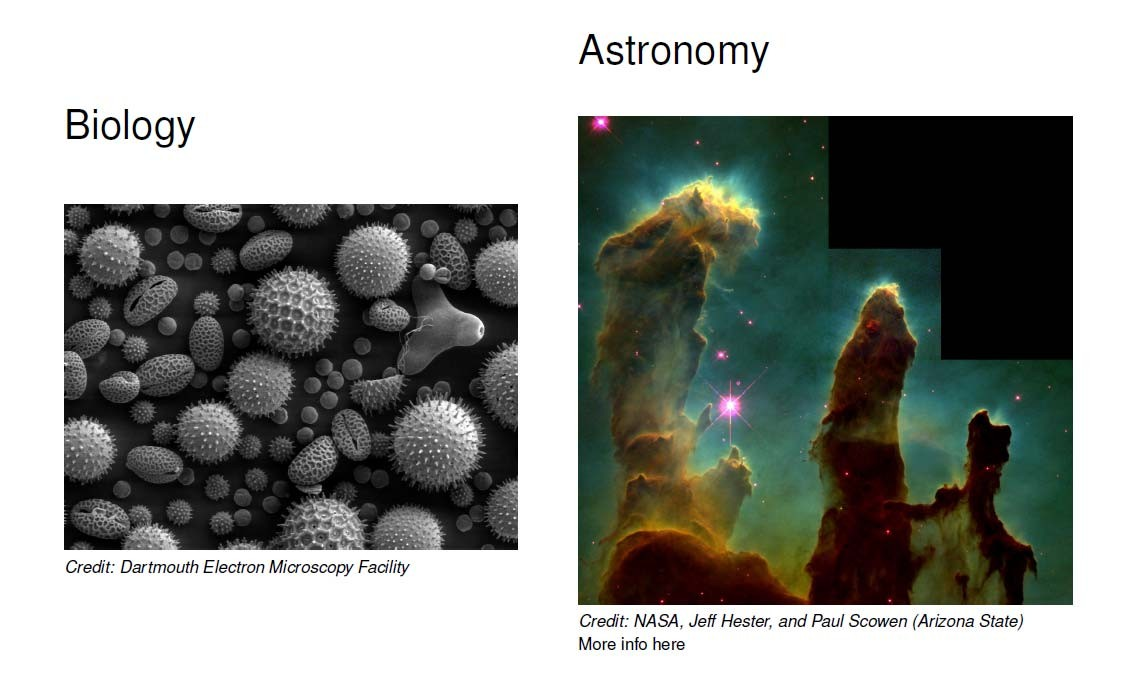 Biology
Credit: Dartmouth Electron Microscopy Facility
Astronomy
Credit: NASA, Jeff Hester, and Paul Scowen (Arizona State)
More info here